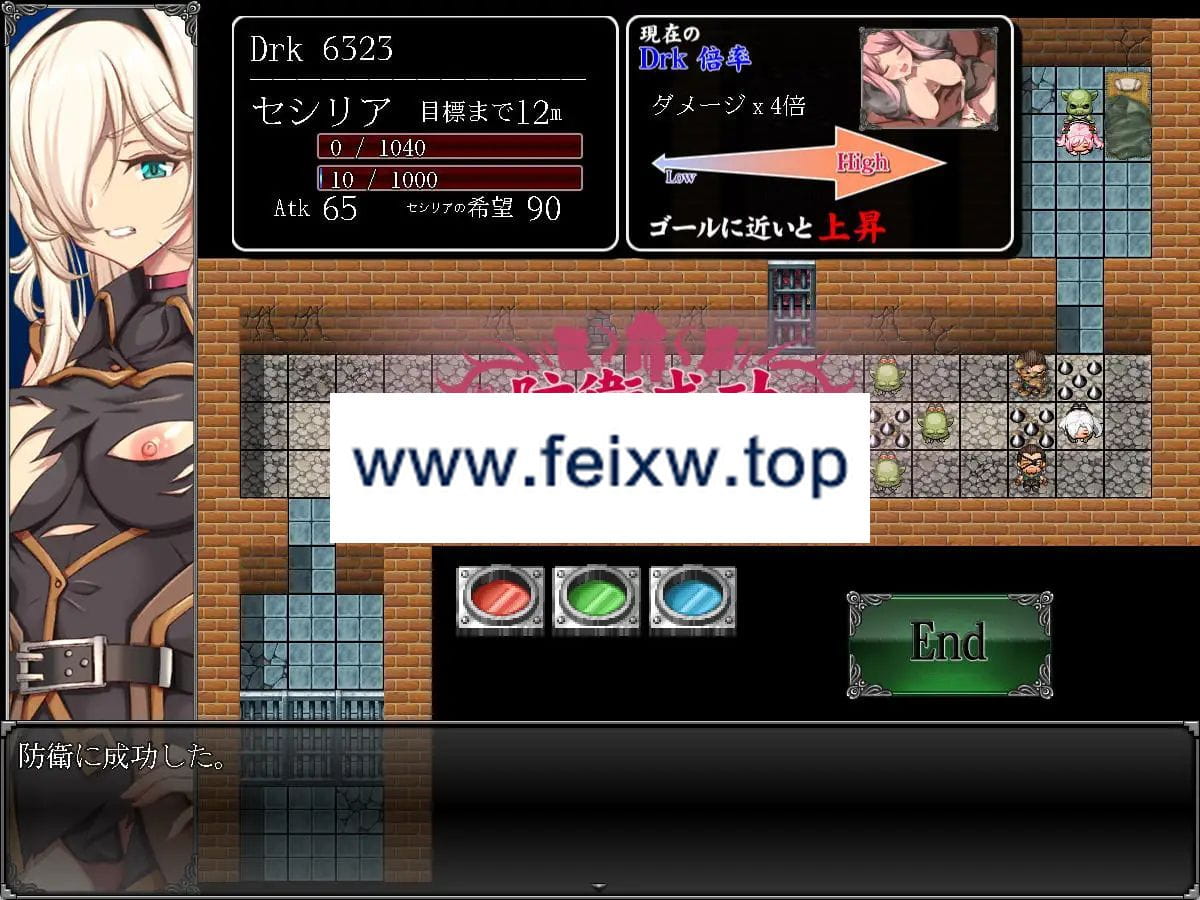 Drk 6323
セシリア 目標まで12m
0 / 1040
10 / 1000
Atk 65 セシリアの希望 90
現在の
Drk 倍率
ダメージ x 4倍
High
Low
ゴールに近いと上昇
www.feixw.top
End
防衛に成功した。